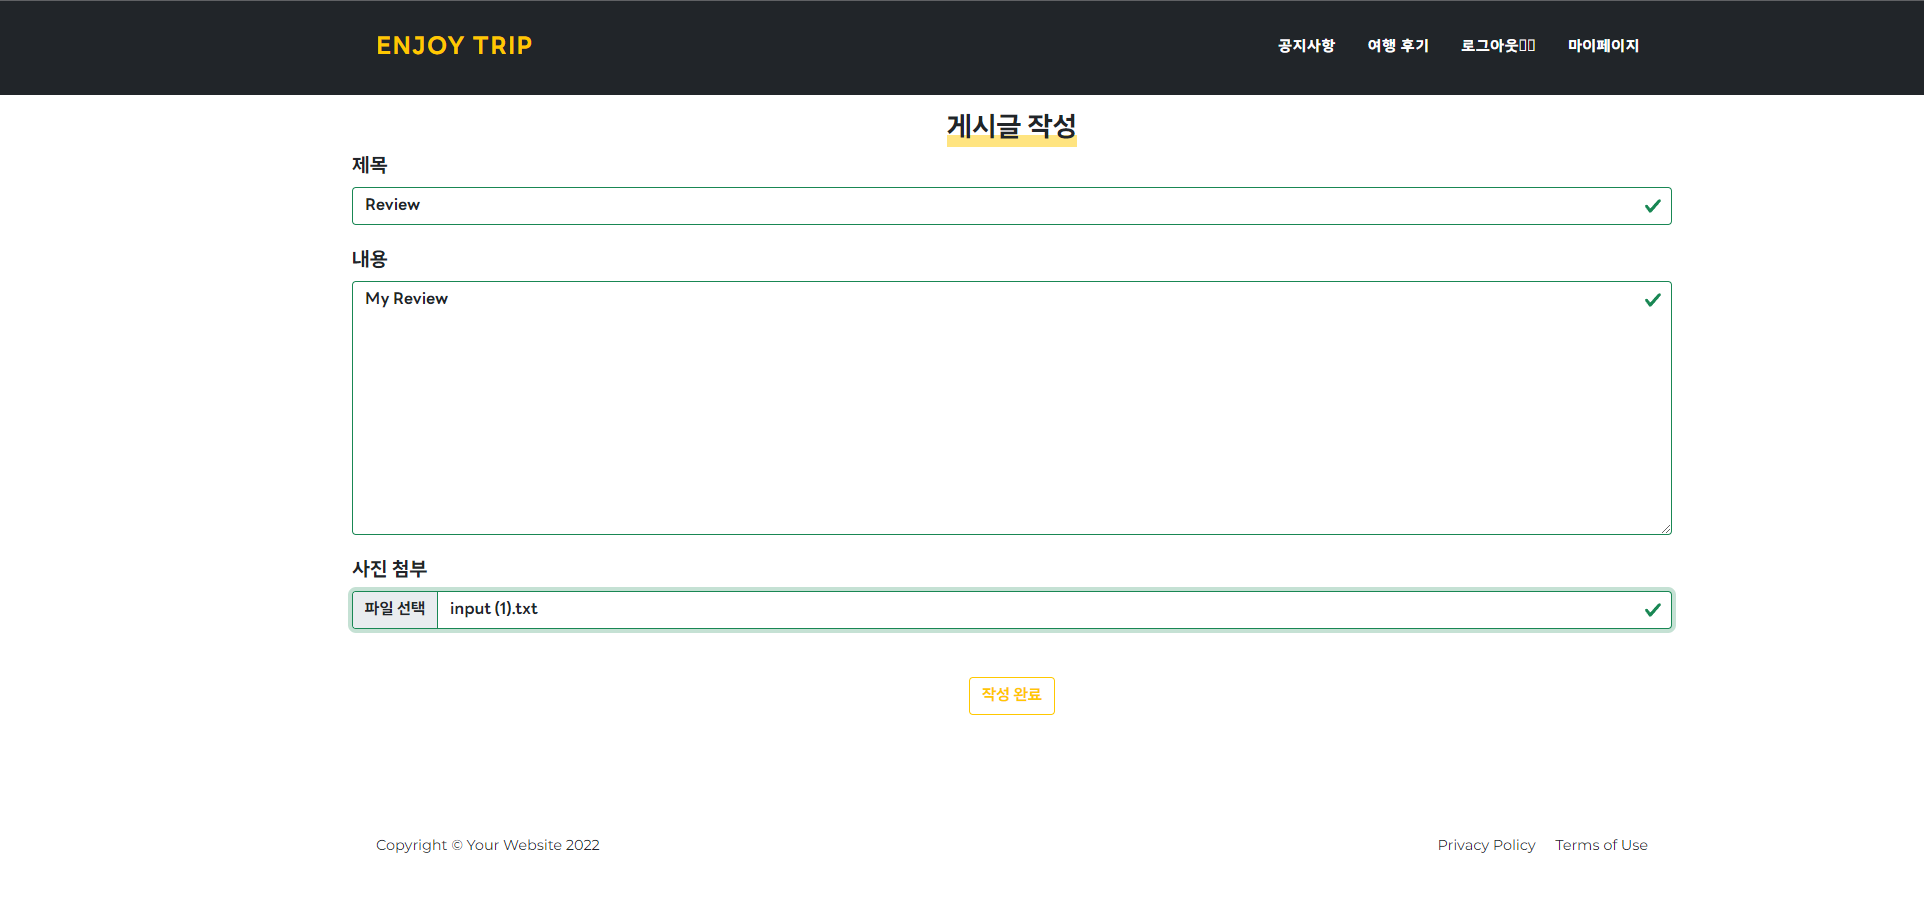 ENJOY TRIP
공지사항 여행 후기 로그아웃 마이페이지
게시글 작성
제목
Review
내용
My Review
사진 첨부
파일 선택 input (1).txt
작성 완료
Copyright © Your Website 2022
Privacy Policy Terms of Use